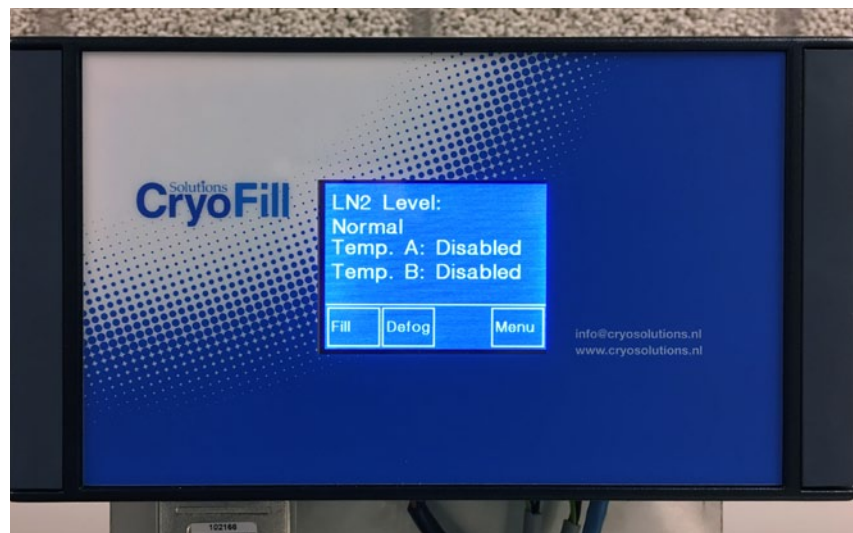 Solutions
CryoFill
LN2 Level:
Normal
Temp. A: Disabled
Temp. B: Disabled
Fill Defog Menu
info@cryosolutions.nl
www.cryosolutions.nl
102166